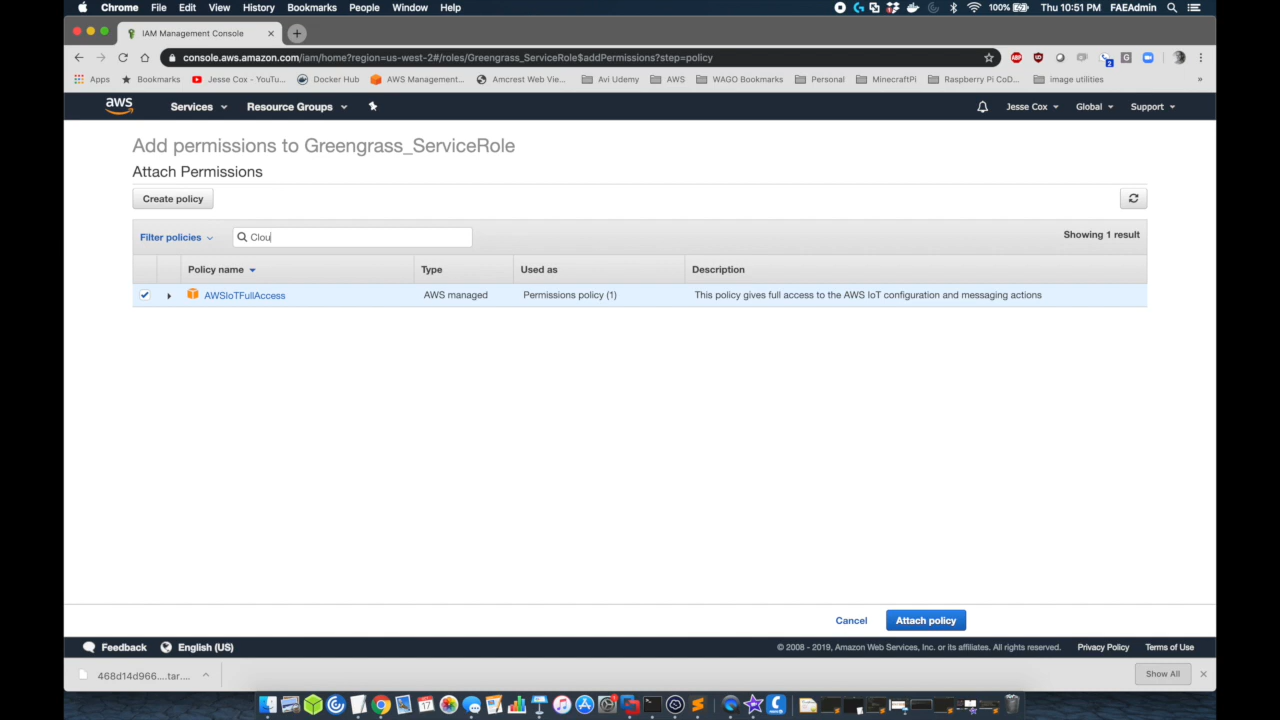 Chrome File Edit View History Bookmarks People Window Help 100% Thu 10:51 PM FAEAdmin
IAM Management Console
console.aws.amazon.com/iam/home?region=us-west-2#/roles/Greengrass_ServiceRole$addPermissions?step=policy
Apps Bookmarks Jesse Cox - YouTu... Docker Hub AWS Management... Amcrest Web Vie... Avi Udemy AWS WAGO Bookmarks Personal MinecraftPi Raspberry Pi CoD... image utilities »
aws Services Resource Groups Jesse Cox Global Support
Add permissions to Greengrass_ServiceRole
Attach Permissions
Create policy
Filter policies Clou Showing 1 result
Policy name Type Used as Description
AWSIoTFullAccess AWS managed Permissions policy (1) This policy gives full access to the AWS IoT configuration and messaging actions
Cancel Attach policy
Feedback English (US) © 2008 - 2019, Amazon Web Services, Inc. or its affiliates. All rights reserved. Privacy Policy Terms of Use
468d14d966....tar.... Show All